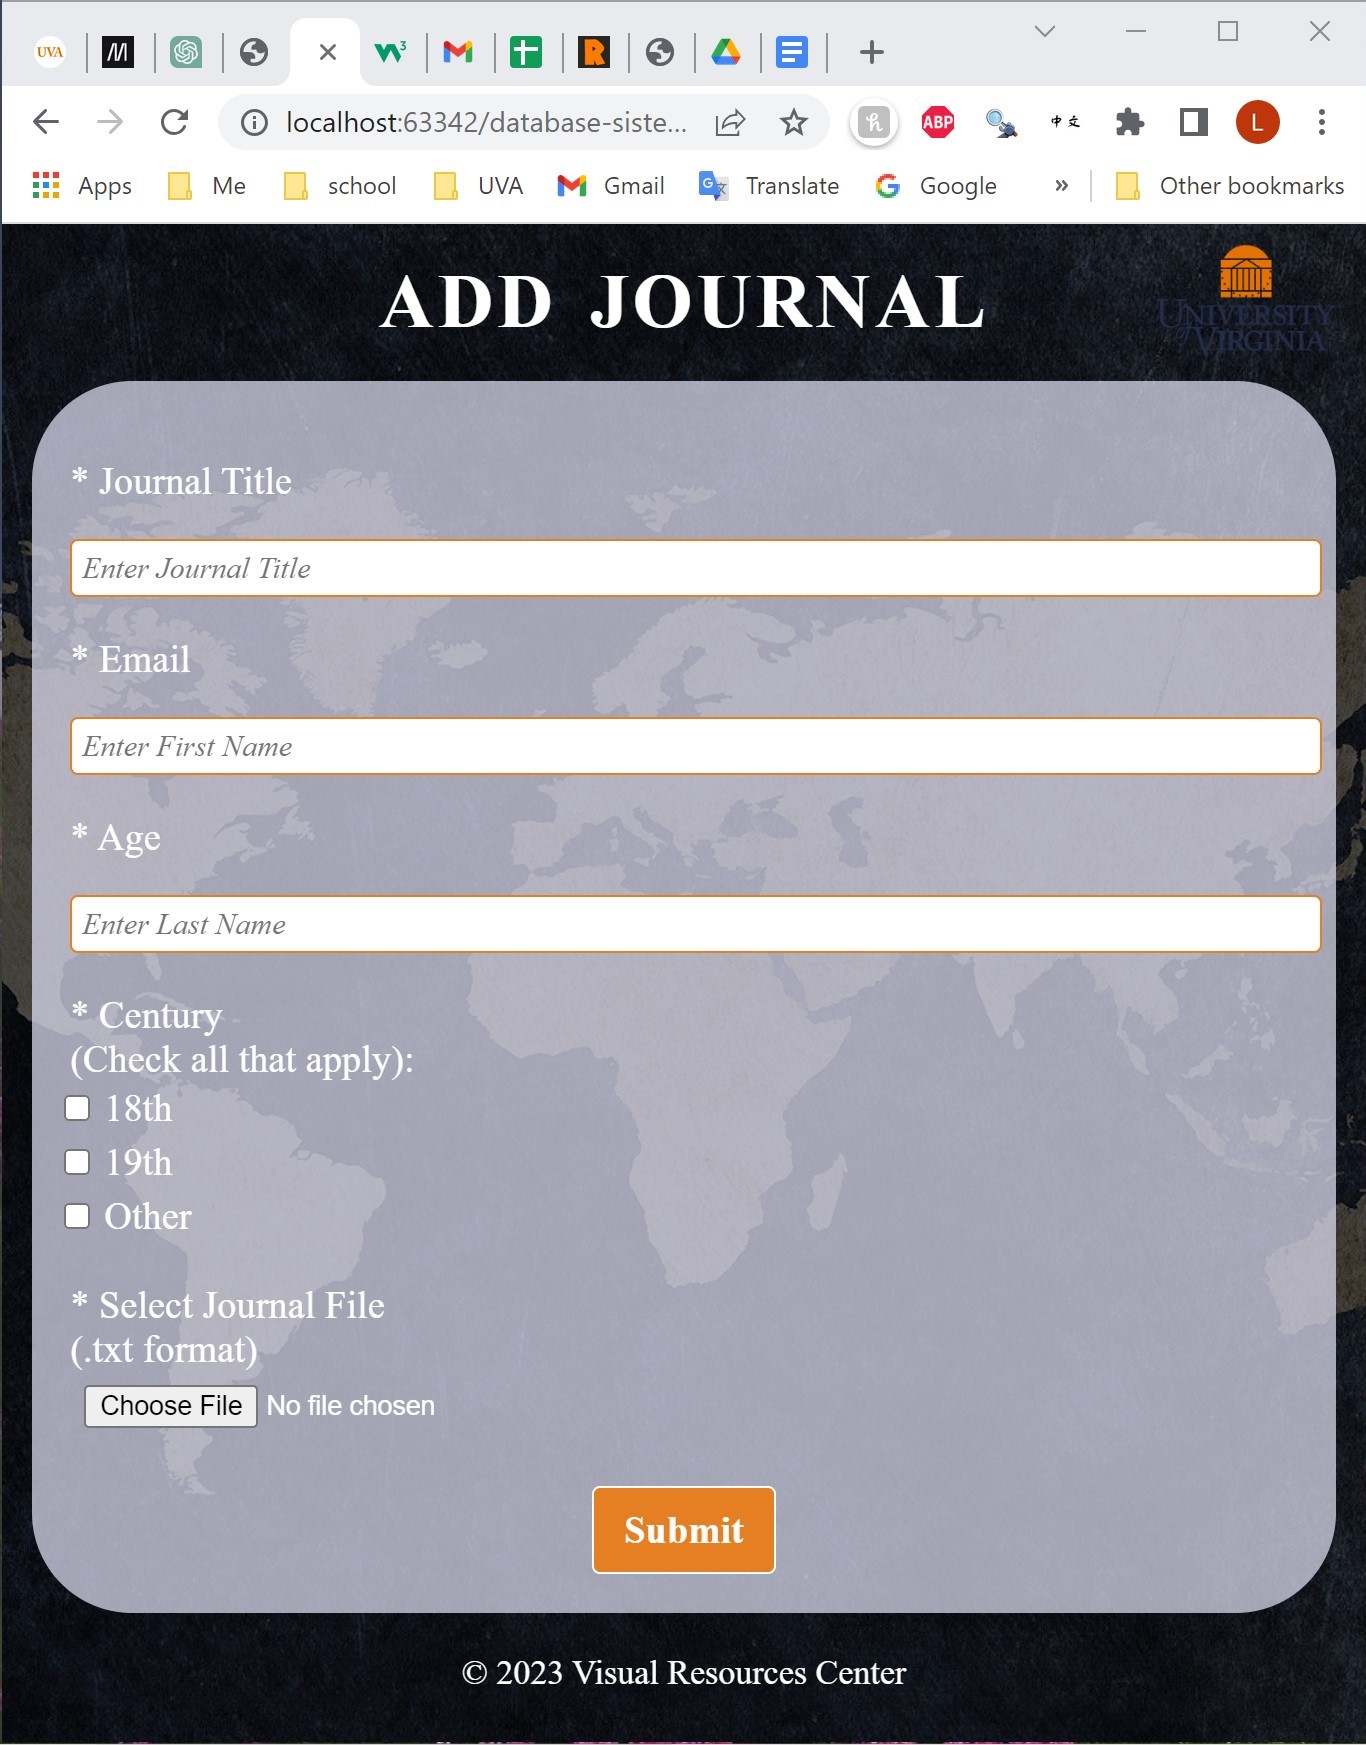 UVA
localhost:63342/database-siste...
ABP
中文
L
Apps
Me
school
UVA
Gmail
Translate
Google
»
Other bookmarks
ADD JOURNAL
UNIVERSITY
of VIRGINIA
* Journal Title
Enter Journal Title
* Email
Enter First Name
* Age
Enter Last Name
* Century
(Check all that apply):
18th
19th
Other
* Select Journal File
(.txt format)
Choose File No file chosen
Submit
© 2023 Visual Resources Center